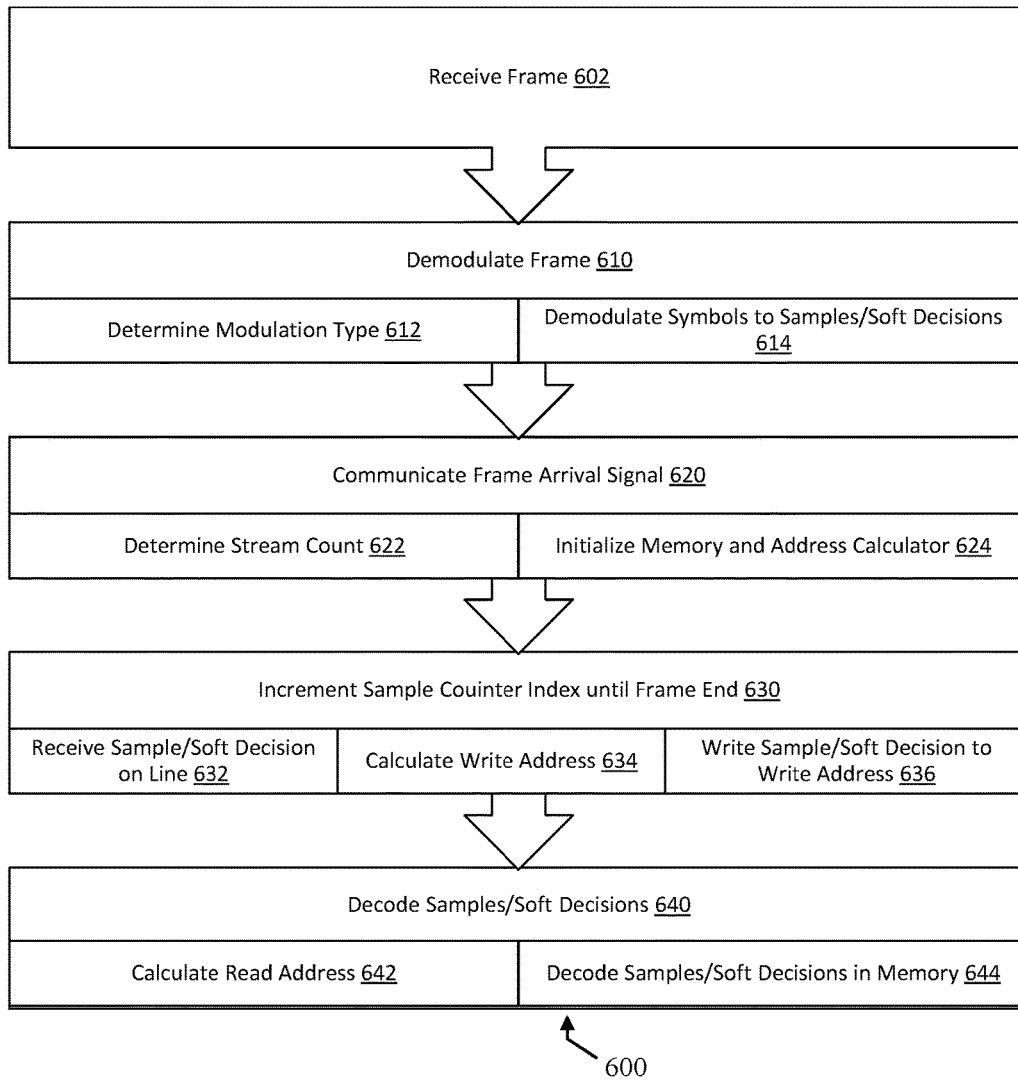 Receive Frame 602
Demodulate Frame 610
Determine Modulation Type 612
Demodulate Symbols to Samples/Soft Decisions
614
Communicate Frame Arrival Signal 620
Determine Stream Count 622
Initialize Memory and Address Calculator 624
Increment Sample Counter Index until Frame End 630
Receive Sample/Soft Decision
on Line 632
Calculate Write Address 634
Write Sample/Soft Decision to
Write Address 636
Decode Samples/Soft Decisions 640
Calculate Read Address 642
Decode Samples/Soft Decisions in Memory 644
600